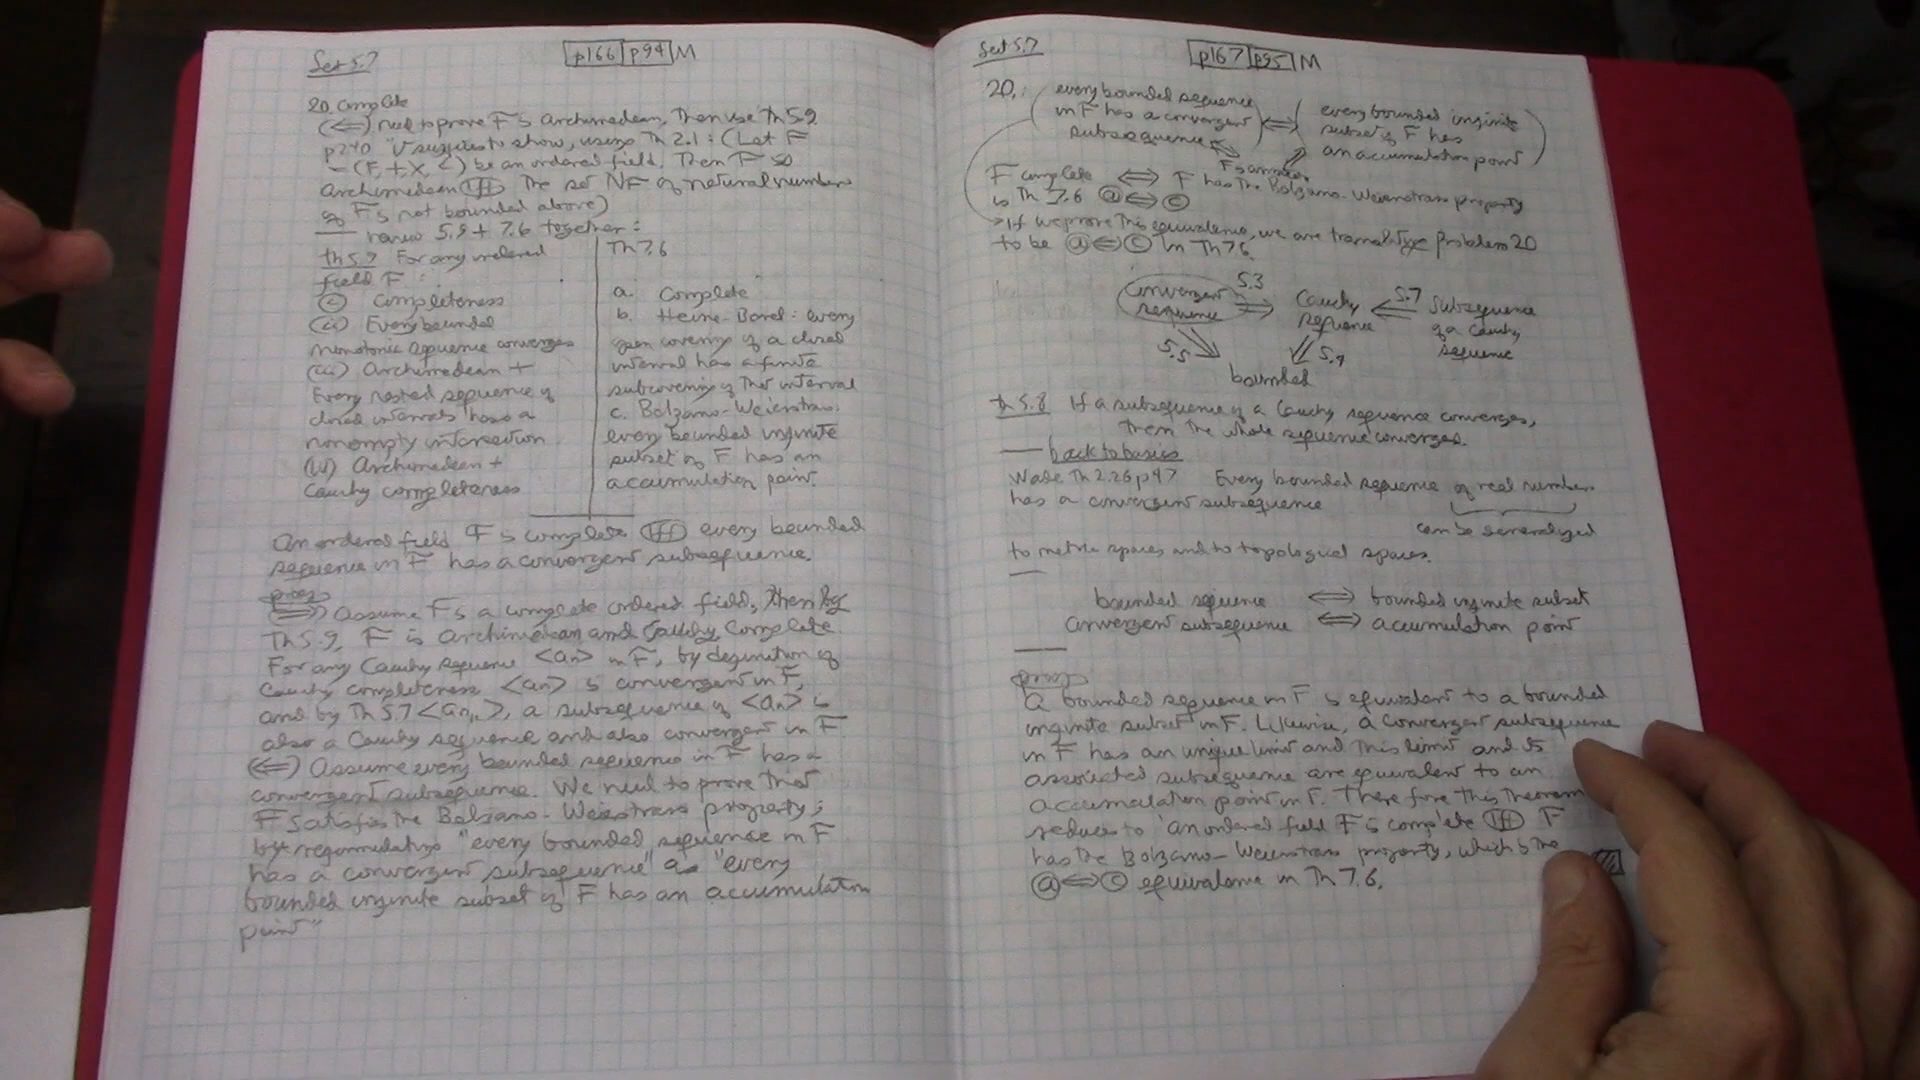 Sec 5.7
p166 p94 M
20. Complete
(⇐) need to prove F is archimedean, then use Th 5.9
p240 "it suffices to show, using Th 2.1: (Let F
= (F, +, X, <) be an ordered field. Then F is
archimedean iff the set NF of natural numbers
of F is not bounded above)
review 5.9 + 7.6 together:
Th 5.9 For any ordered
field F:
(i) Completeness
(ii) Every bounded
monotonic sequence converges
(iii) Archimedean +
Every nested sequence of
closed intervals has a
nonempty intersection
(iv) Archimedean +
Cauchy completeness
Th 7.6
a. Complete
b. Heine-Borel: every
open covering of a closed
interval has a finite
subcovering of that interval
c. Bolzano-Weierstrass:
every bounded infinite
subset of F has an
accumulation point.
An ordered field F is complete iff every bounded
sequence in F has a convergent subsequence.
proof
(⇒) Assume F is a complete ordered field, then by
Th 5.9, F is archimedean and Cauchy Complete
For any Cauchy sequence <an> in F, by definition of
Cauchy completeness <an> is convergent in F,
and by Th 5.7 <an>, a subsequence of <an> is
also a Cauchy sequence and also convergent in F
(⇐) Assume every bounded sequence in F has a
convergent subsequence. We need to prove that
F satisfies the Bolzano-Weierstrass property;
by reformulating "every bounded sequence in F
has a convergent subsequence" as "every
bounded infinite subset of F has an accumulation
point"
Sect 5.7
p167 p95 M
20.: (every bounded sequence
in F has a convergent
subsequence ⟺ every bounded infinite
subset of F has
an accumulation point)
F complete ⟺ F has the Bolzano-Weierstrass property
is Th 7.6 ⓐ⟺ⓒ
→ If we prove this equivalence, we are translating Problem 20
to be ⓐ⟺ⓒ in Th 7.6.
Convergent sequence 5.3 ⇒ Cauchy sequence ⇐ 5.7 Subsequence
of a Cauchy
sequence
5.5 5.4
bounded
Th 5.8 If a subsequence of a Cauchy sequence converges,
then the whole sequence converges.
back to basics
Wade Th 2.26 p47 Every bounded sequence of real numbers
has a convergent subsequence
can be generalized
to metric spaces and to topological spaces.
bounded sequence ⟺ bounded infinite subset
convergent subsequence ⟺ accumulation point
proof
A bounded sequence in F is equivalent to a bounded
infinite subset in F. Likewise, a convergent subsequence
in F has an unique limit and this limit and its
associated subsequence are equivalent to an
accumulation point in F. Therefore this theorem
reduces to "an ordered field F is complete iff F
has the Bolzano-Weierstrass property, which is the
ⓐ⟺ⓒ equivalence in Th 7.6.